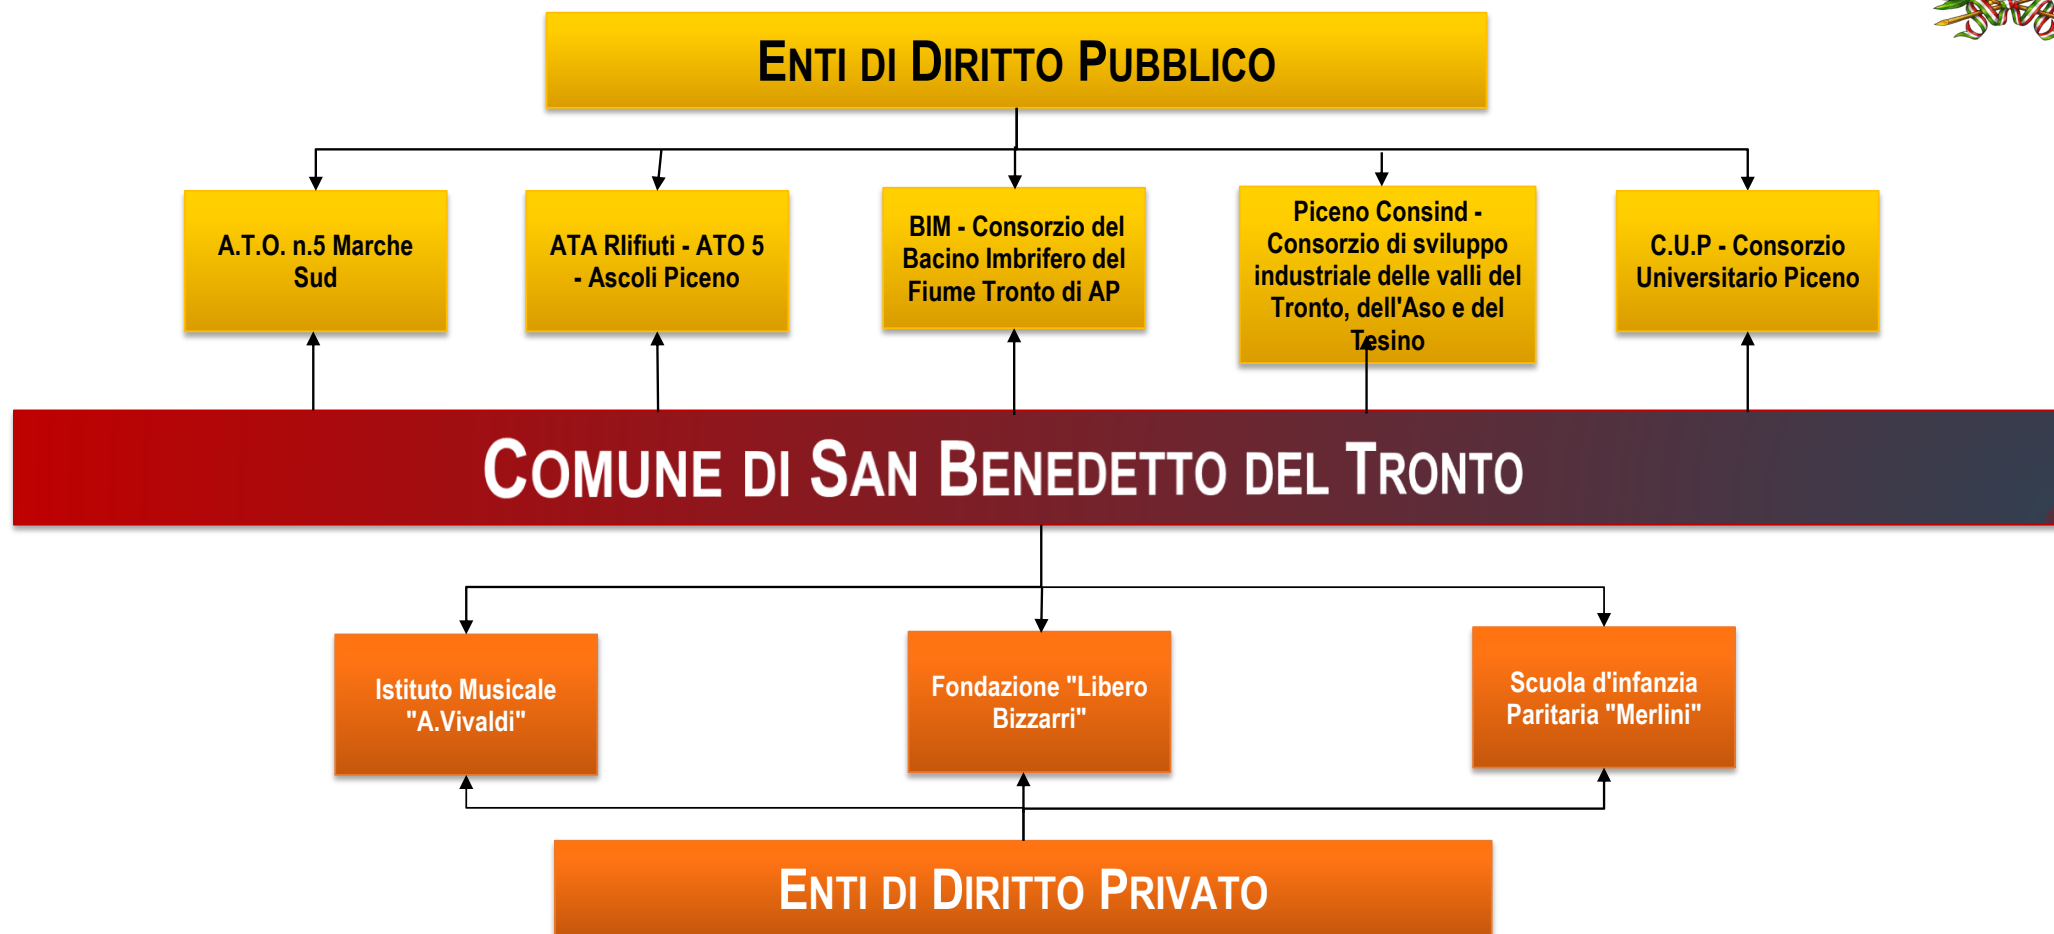 ENTI DI DIRITTO PUBBLICO
A.T.O. n.5 Marche
Sud
ATA RIifiuti - ATO 5
- Ascoli Piceno
BIM - Consorzio del
Bacino Imbrifero del
Fiume Tronto di AP
Piceno Consind -
Consorzio di sviluppo
industriale delle valli del
Tronto, dell'Aso e del
Tesino
C.U.P - Consorzio
Universitario Piceno
COMUNE DI SAN BENEDETTO DEL TRONTO
Istituto Musicale
"A.Vivaldi"
Fondazione "Libero
Bizzarri"
Scuola d'infanzia
Paritaria "Merlini"
ENTI DI DIRITTO PRIVATO